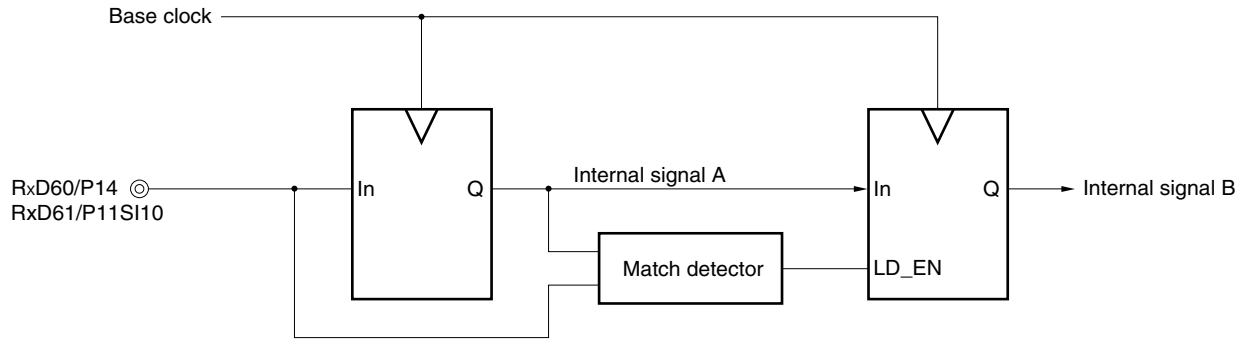 Base clock
RxD60/P14
RxD61/P11SI10
In
Q
Internal signal A
In
Q
Internal signal B
Match detector
LD_EN